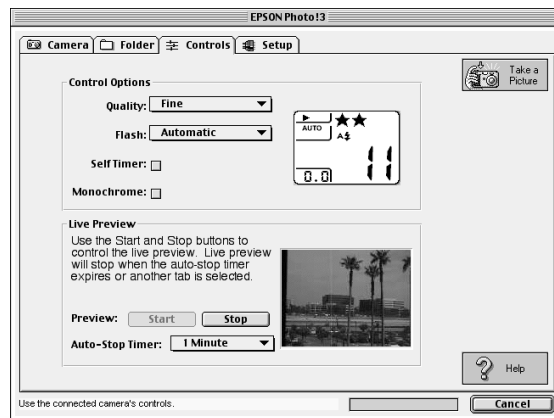 EPSON Photo!3
Camera Folder Controls Setup
Take a
Picture
Control Options
Quality: Fine
Flash: Automatic
Self Timer:
Monochrome:
AUTO
A
11
0.0
Live Preview
Use the Start and Stop buttons to
control the live preview. Live preview
will stop when the auto-stop timer
expires or another tab is selected.
Preview: Start Stop
Auto-Stop Timer: 1 Minute
Help
Use the connected camera's controls.
Cancel